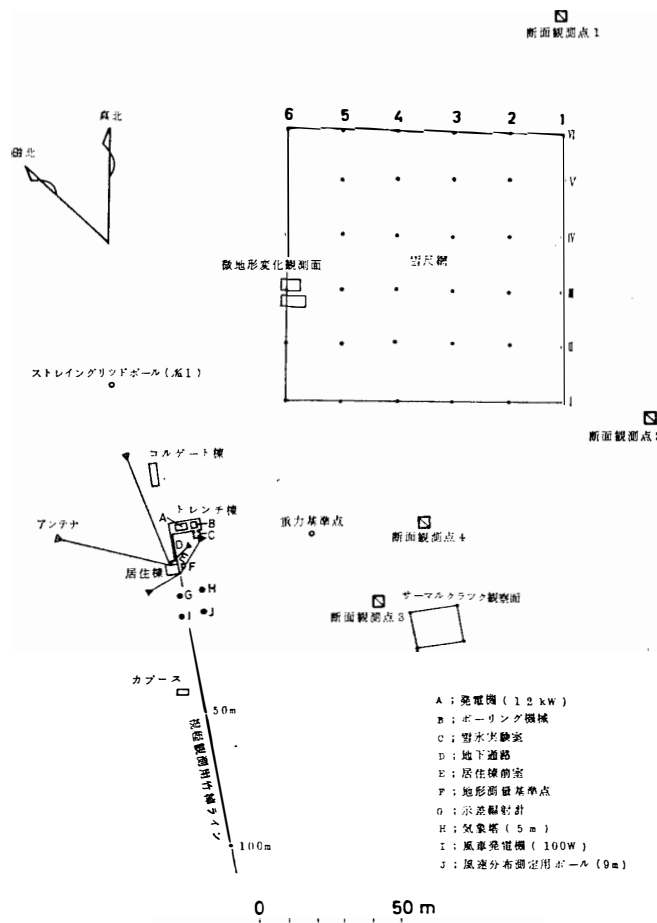 断面観測点1
真北
磁北
6 5 4 3 2 1
Ⅵ
Ⅴ
Ⅳ
微地形変化観測面
雪尺網
Ⅲ
Ⅱ
ストレイングリッドポール(№1)
Ⅰ
断面観測点2
コルゲート棟
トレンチ棟
A
B
アンテナ
C
重力基準点
D
断面観測点4
E
居住棟
F
サーマルクラック観察面
H
G
断面観測点3
J
I
カブース
50m
視程観測用竹竿ライン
100m
A;発電機(12kW)
B;ボーリング機械
C;雪氷実験室
D;地下通路
E;居住棟前室
F;地形測量基準点
G;示差輻射計
H;気象塔(5m)
I;風車発電機(100W)
J;風速分布測定用ポール(9m)
0 50m